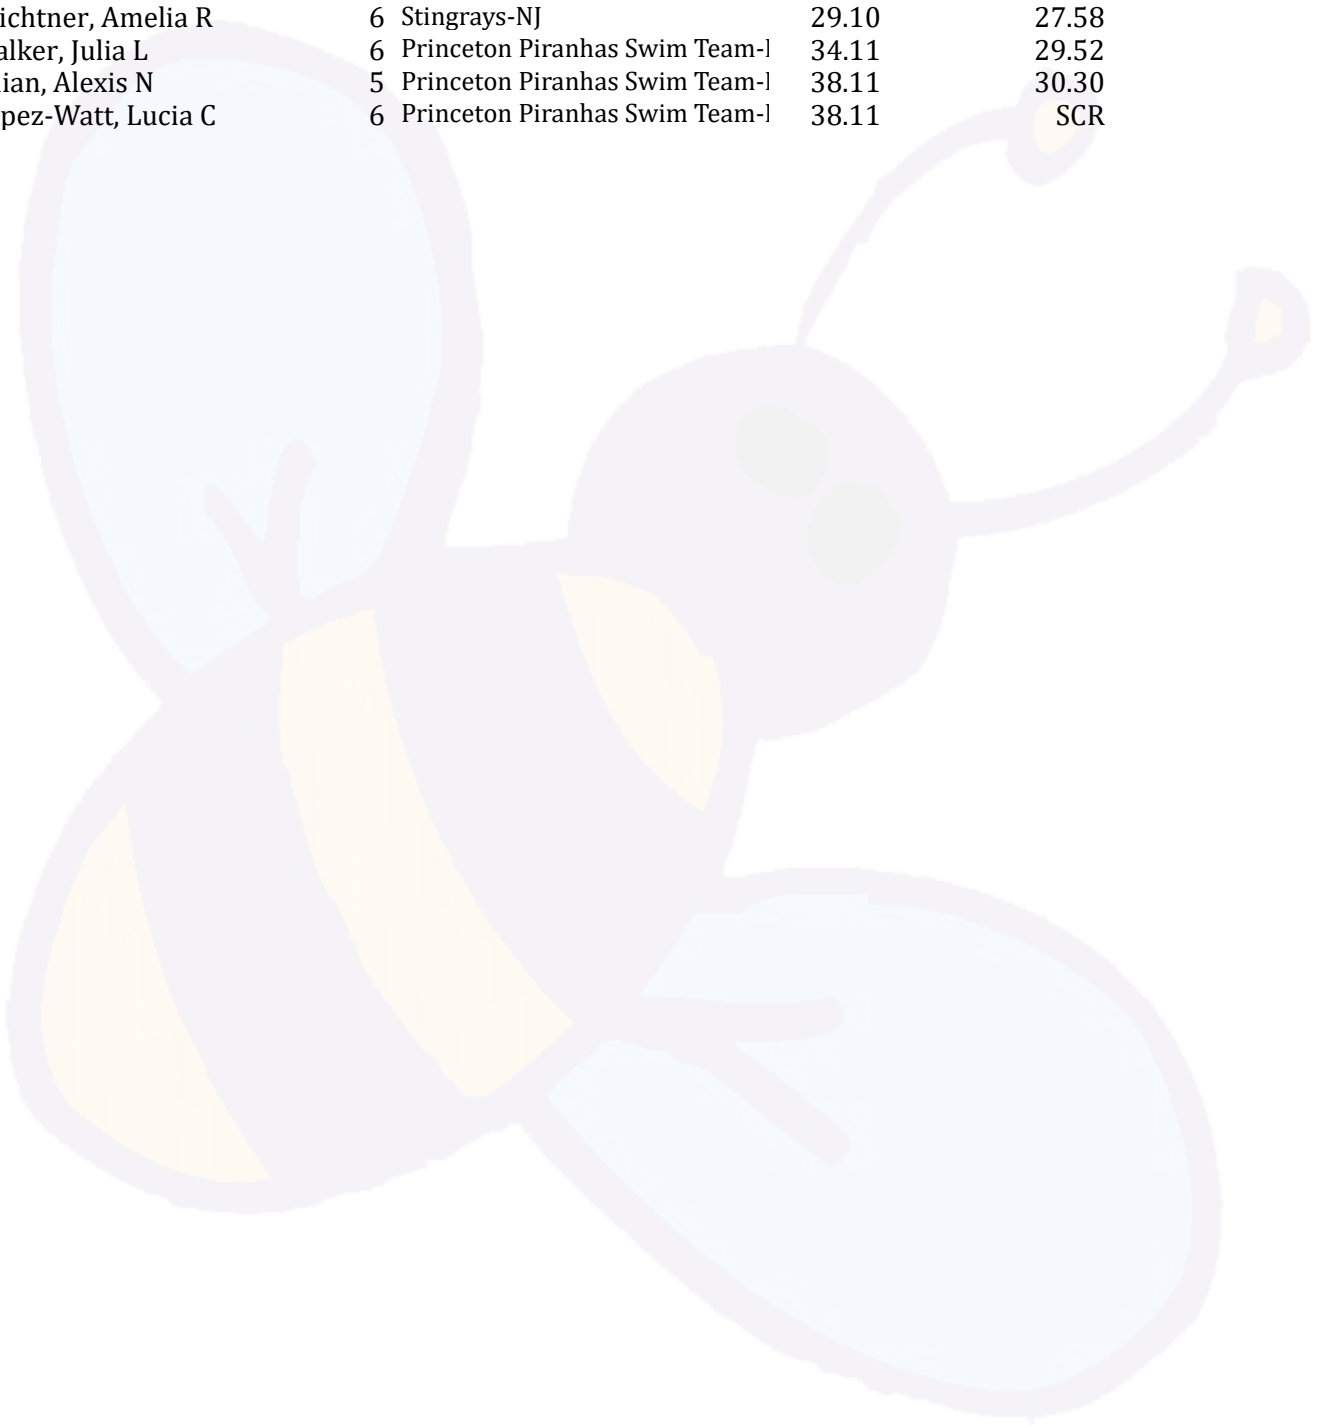 ichtner, Amelia R 6 Stingrays-NJ 29.10 27.58
alker, Julia L 6 Princeton Piranhas Swim Team- 34.11 29.52
ian, Alexis N 5 Princeton Piranhas Swim Team- 38.11 30.30
pez-Watt, Lucia C 6 Princeton Piranhas Swim Team- 38.11 SCR